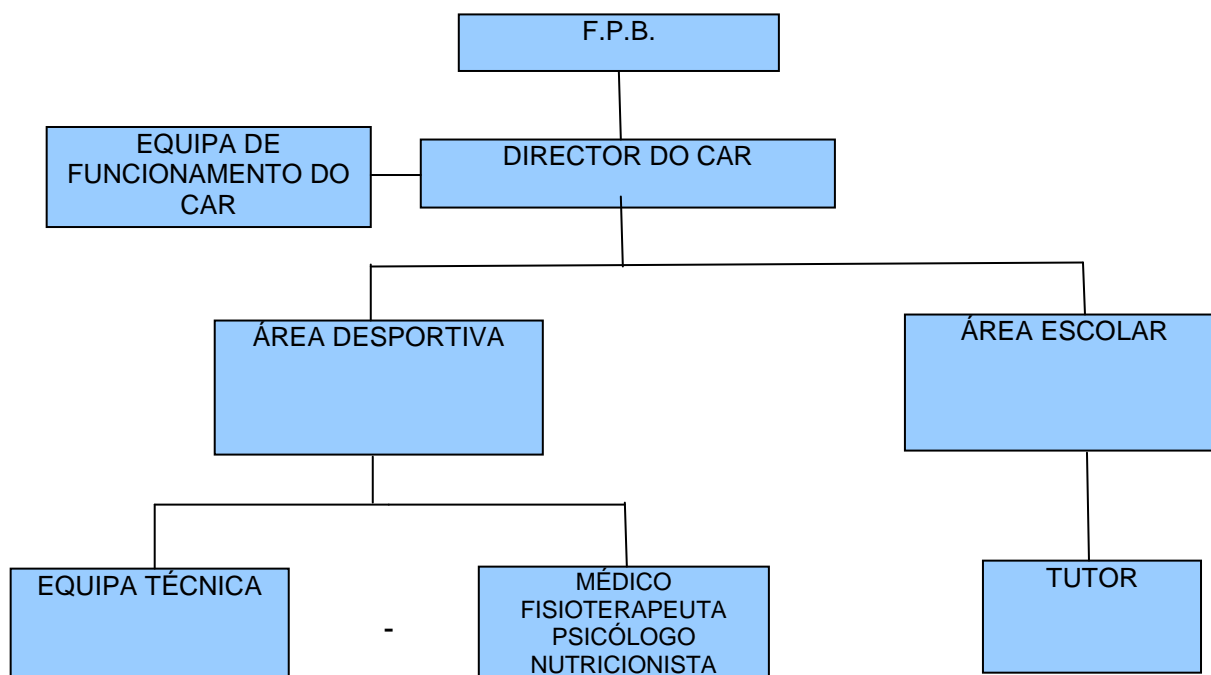 F.P.B.
EQUIPA DE
FUNCIONAMENTO DO
CAR
DIRECTOR DO CAR
ÁREA DESPORTIVA
ÁREA ESCOLAR
EQUIPA TÉCNICA
-
MÉDICO
FISIOTERAPEUTA
PSICÓLOGO
NUTRICIONISTA
TUTOR